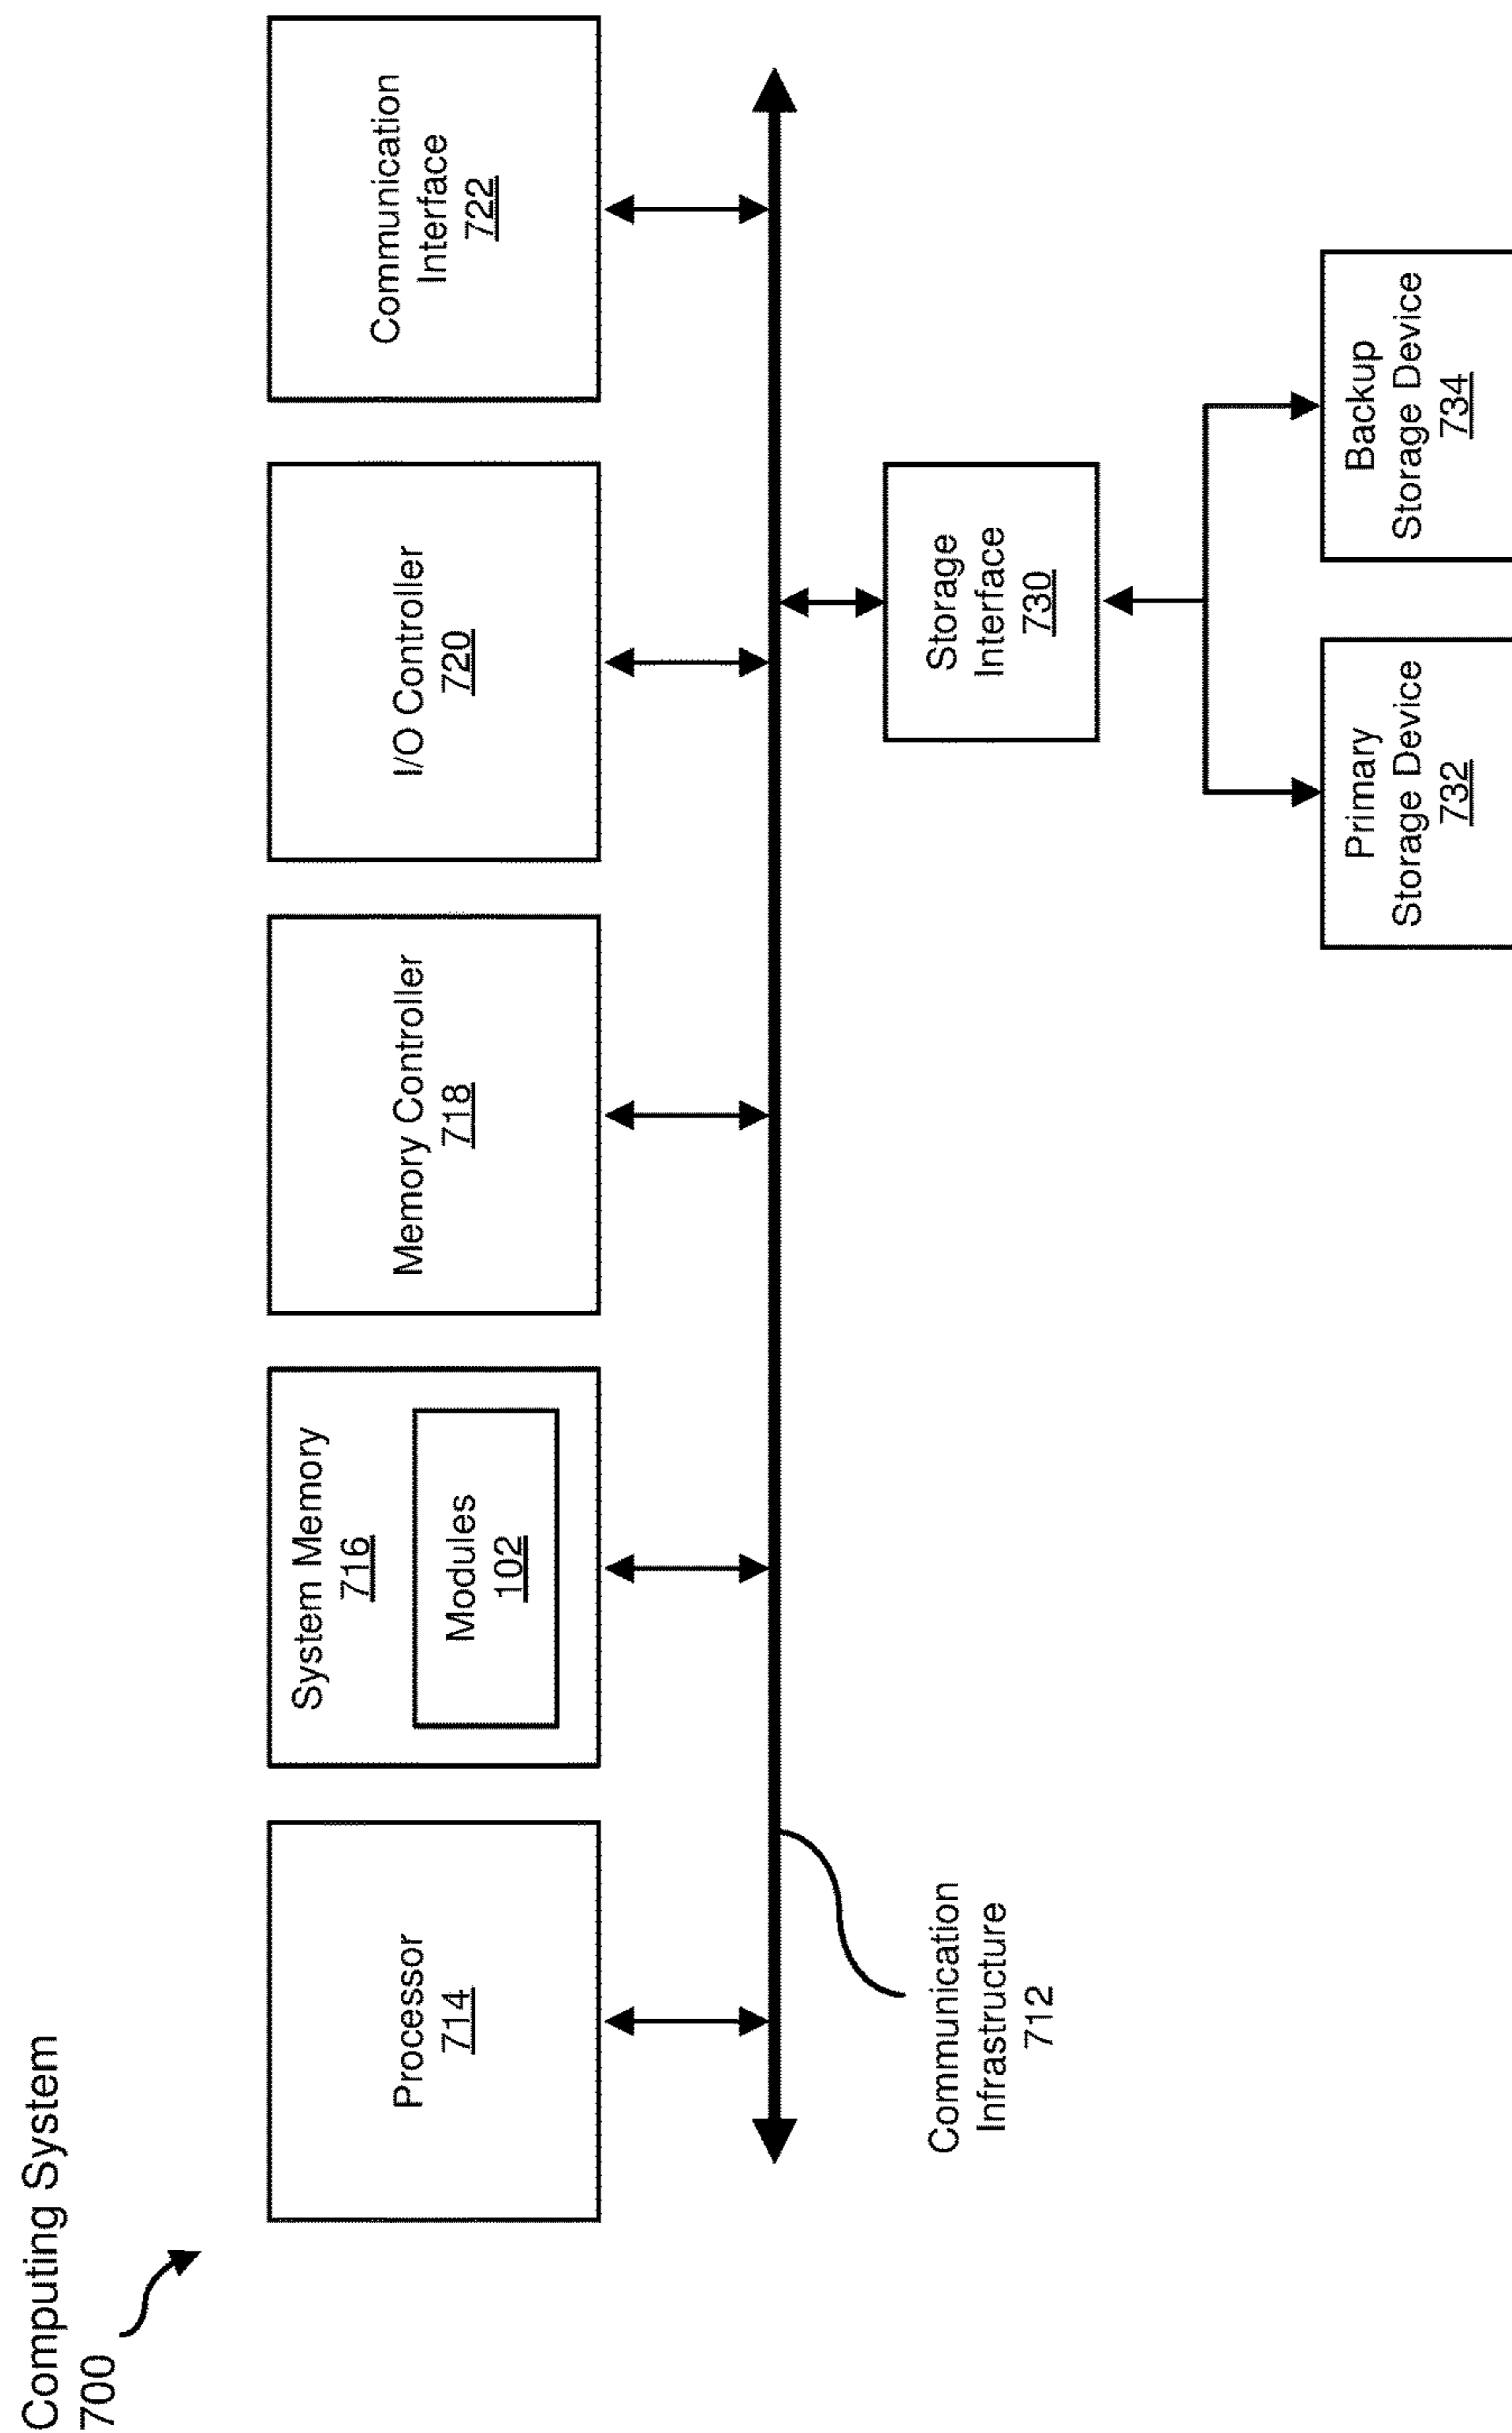 Computing System
700
Processor
714
System Memory
716
Modules
102
Memory Controller
718
I/O Controller
720
Communication
Interface
722
Communication
Infrastructure
712
Storage
Interface
730
Primary
Storage Device
732
Backup
Storage Device
734